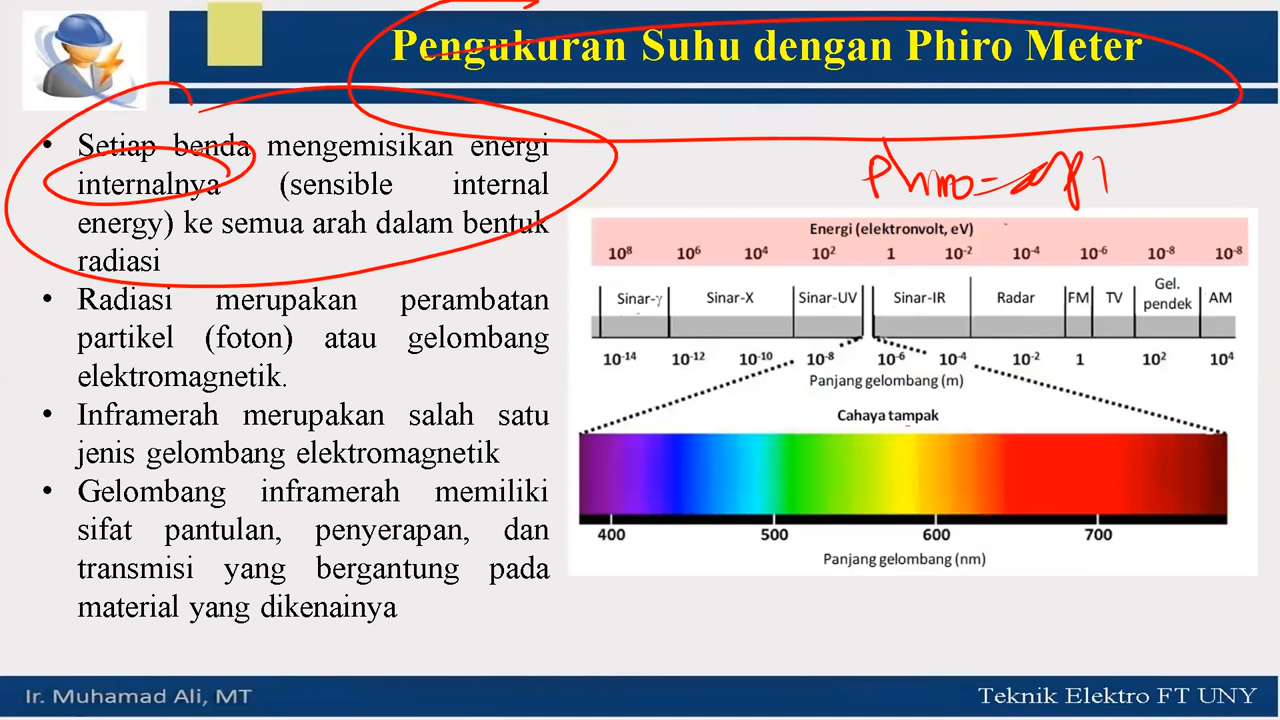 Pengukuran Suhu dengan Phiro Meter
• Setiap benda mengemisikan energi
internalnya (sensible internal
energy) ke semua arah dalam bentuk
radiasi
• Radiasi merupakan perambatan
partikel (foton) atau gelombang
elektromagnetik.
• Inframerah merupakan salah satu
jenis gelombang elektromagnetik
• Gelombang inframerah memiliki
sifat pantulan, penyerapan, dan
transmisi yang bergantung pada
material yang dikenainya
Phiro =
Energi (elektronvolt, eV)
10⁸ 10⁶ 10⁴ 10² 1 10⁻² 10⁻⁴ 10⁻⁶ 10⁻⁸ 10⁻⁸
Sinar-γ Sinar-X Sinar-UV Sinar-IR Radar FM TV Gel. pendek AM
10⁻¹⁴ 10⁻¹² 10⁻¹⁰ 10⁻⁸ 10⁻⁶ 10⁻⁴ 10⁻² 1 10² 10⁴
Panjang gelombang (m)
Cahaya tampak
400 500 600 700
Panjang gelombang (nm)
Ir. Muhamad Ali, MT
Teknik Elektro FT UNY